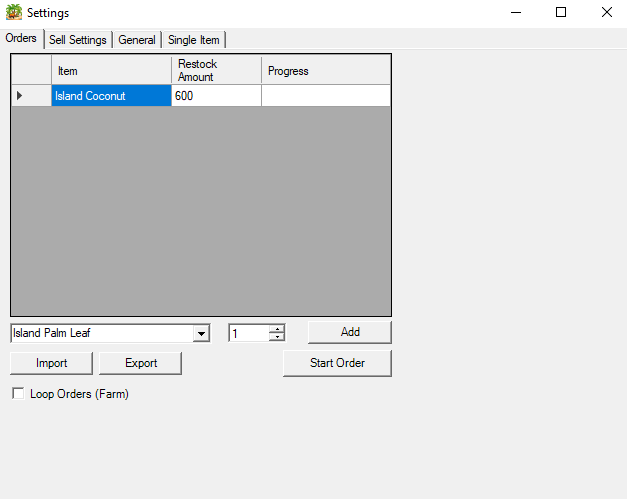 Settings
Orders Sell Settings General Single Item
Item Restock Amount Progress
Island Coconut 600
Island Palm Leaf 1 Add
Import Export Start Order
Loop Orders (Farm)